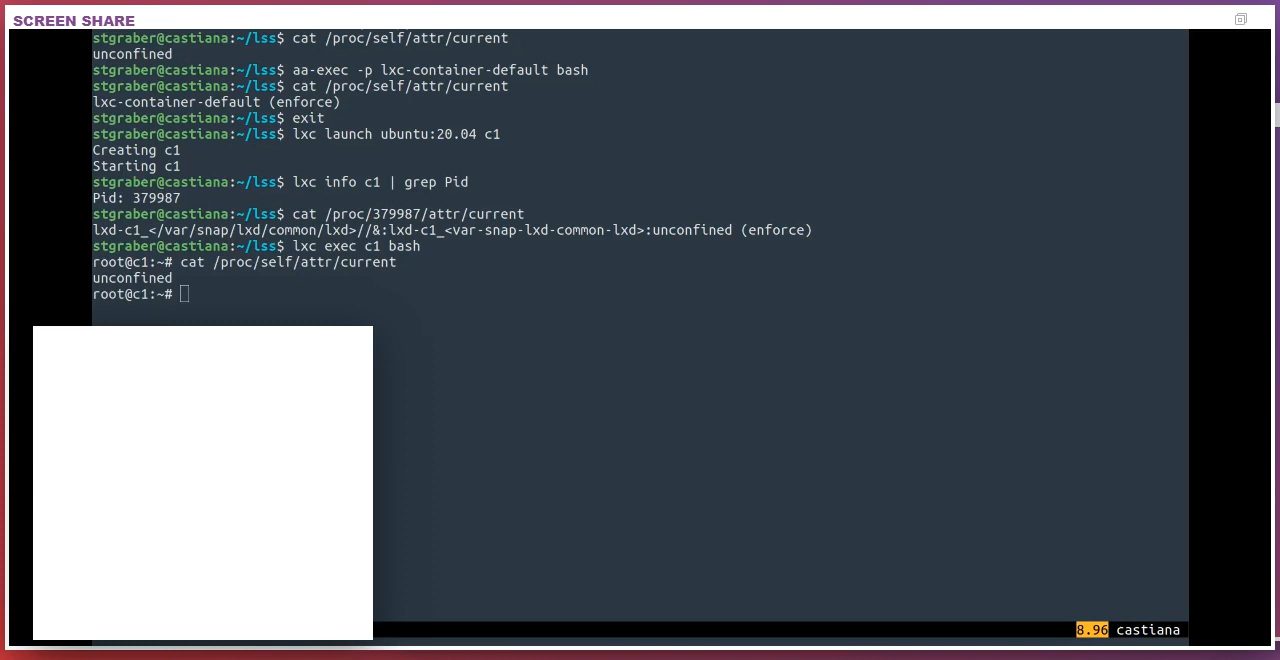 SCREEN SHARE
stgraber@castiana:~/lss$ cat /proc/self/attr/current
unconfined
stgraber@castiana:~/lss$ aa-exec -p lxc-container-default bash
stgraber@castiana:~/lss$ cat /proc/self/attr/current
lxc-container-default (enforce)
stgraber@castiana:~/lss$ exit
stgraber@castiana:~/lss$ lxc launch ubuntu:20.04 c1
Creating c1
Starting c1
stgraber@castiana:~/lss$ lxc info c1 | grep Pid
Pid: 379987
stgraber@castiana:~/lss$ cat /proc/379987/attr/current
lxd-c1_</var/snap/lxd/common/lxd>//&:lxd-c1_<var-snap-lxd-common-lxd>:unconfined (enforce)
stgraber@castiana:~/lss$ lxc exec c1 bash
root@c1:~# cat /proc/self/attr/current
unconfined
root@c1:~#
8.96 castiana